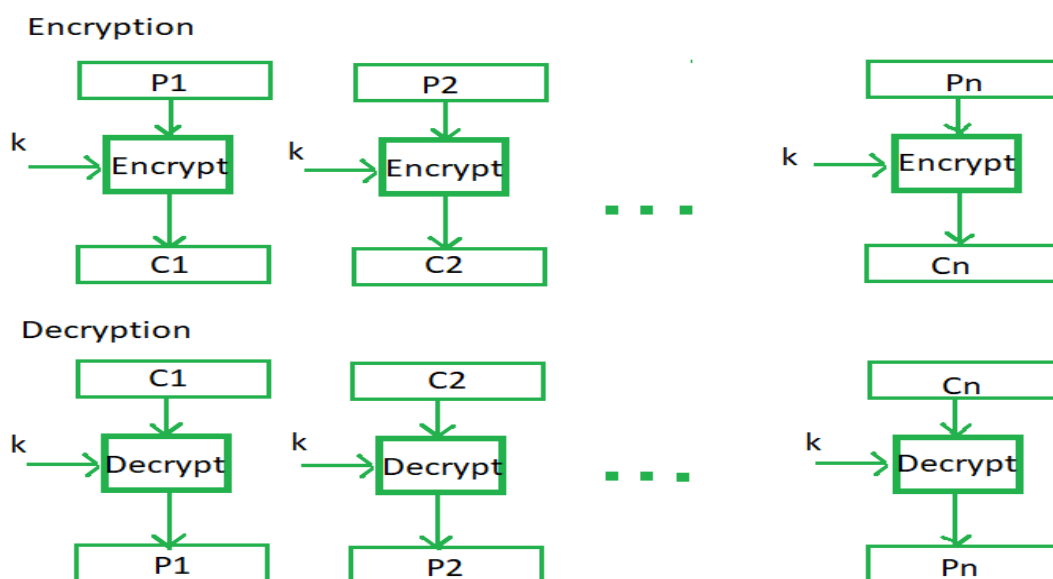 Encryption
P1 P2 Pn
k Encrypt k Encrypt k Encrypt
C1 C2 Cn
Decryption
C1 C2 Cn
k Decrypt k Decrypt k Decrypt
P1 P2 Pn